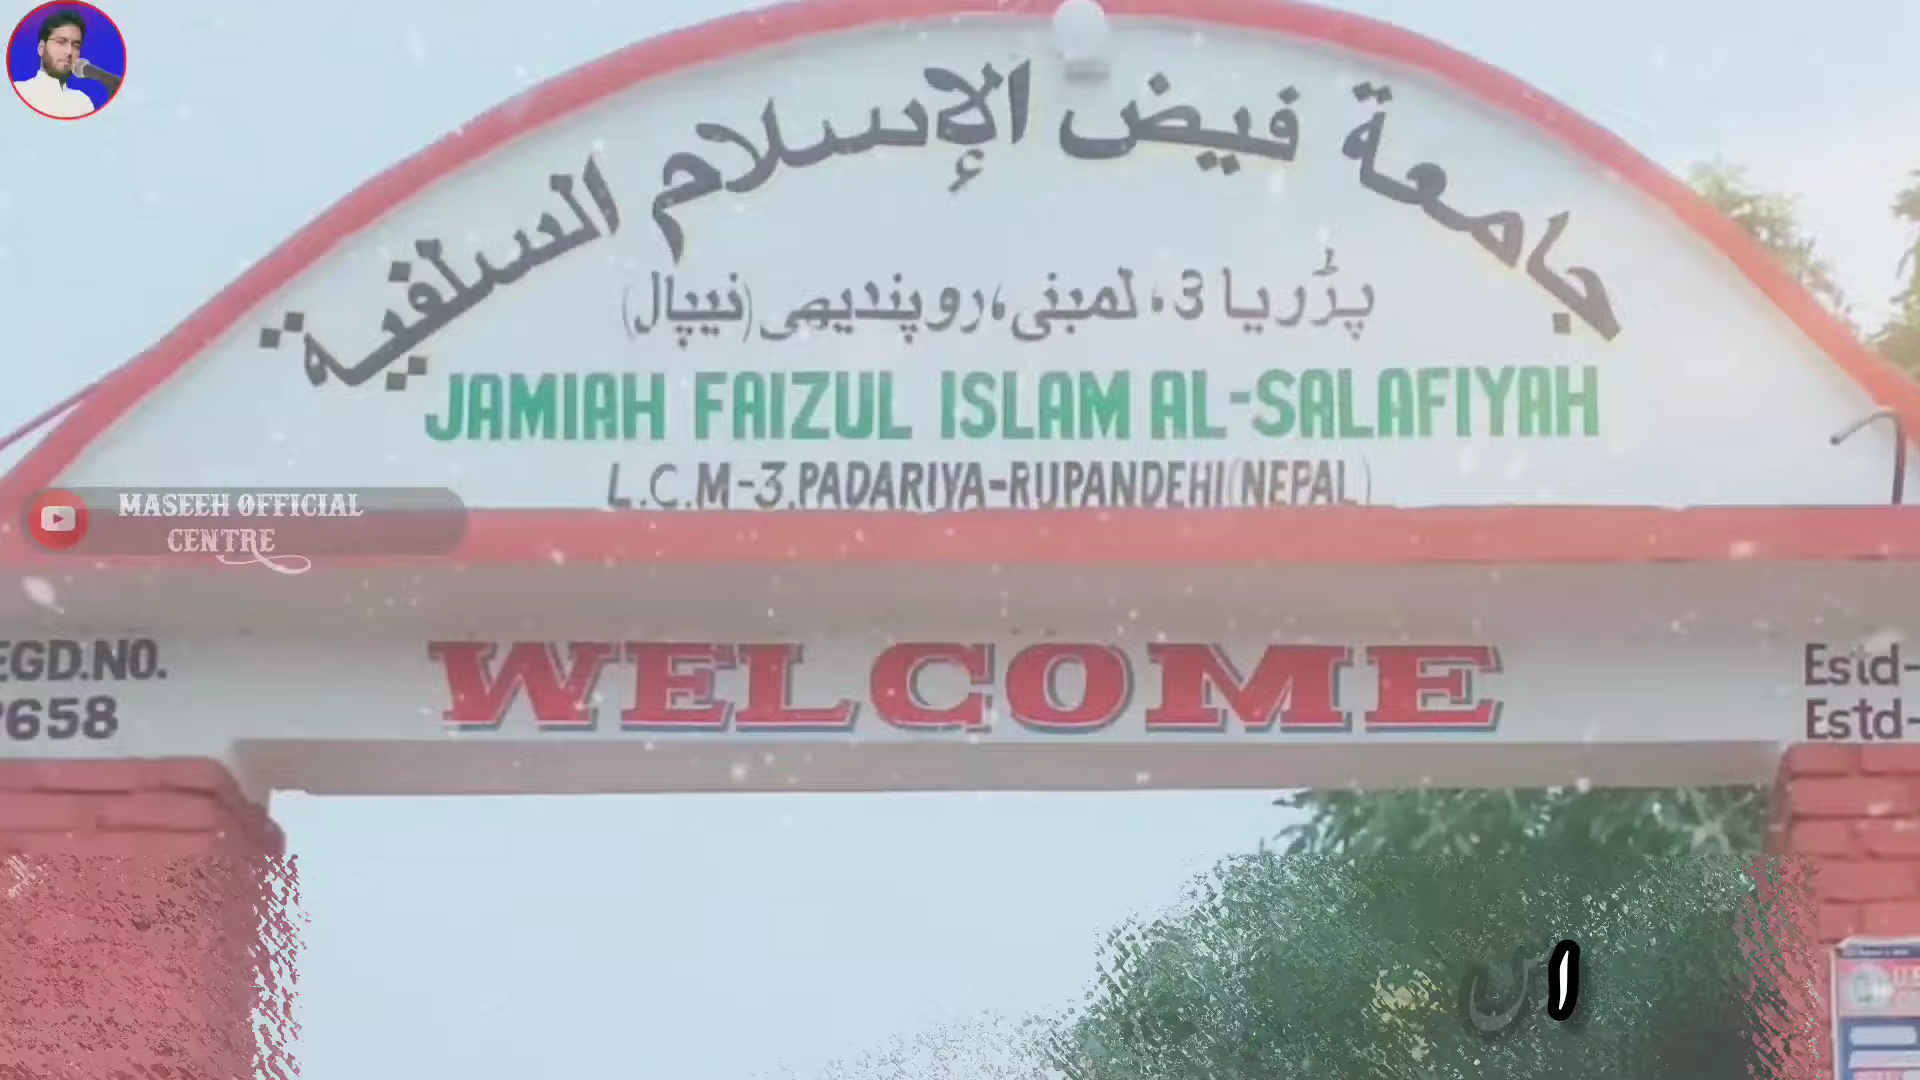 جامعة فيض الإسلام السلفية
پڑریا 3، لمبنی، روپندیہی (نیپال)
JAMIAH FAIZUL ISLAM AL-SALAFIYAH
L.C.M-3.PADARIYA-RUPANDEHI(NEPAL)
MASEEH OFFICIAL
CENTRE
EGD.NO.
658
WELCOME
Estd-
Estd-